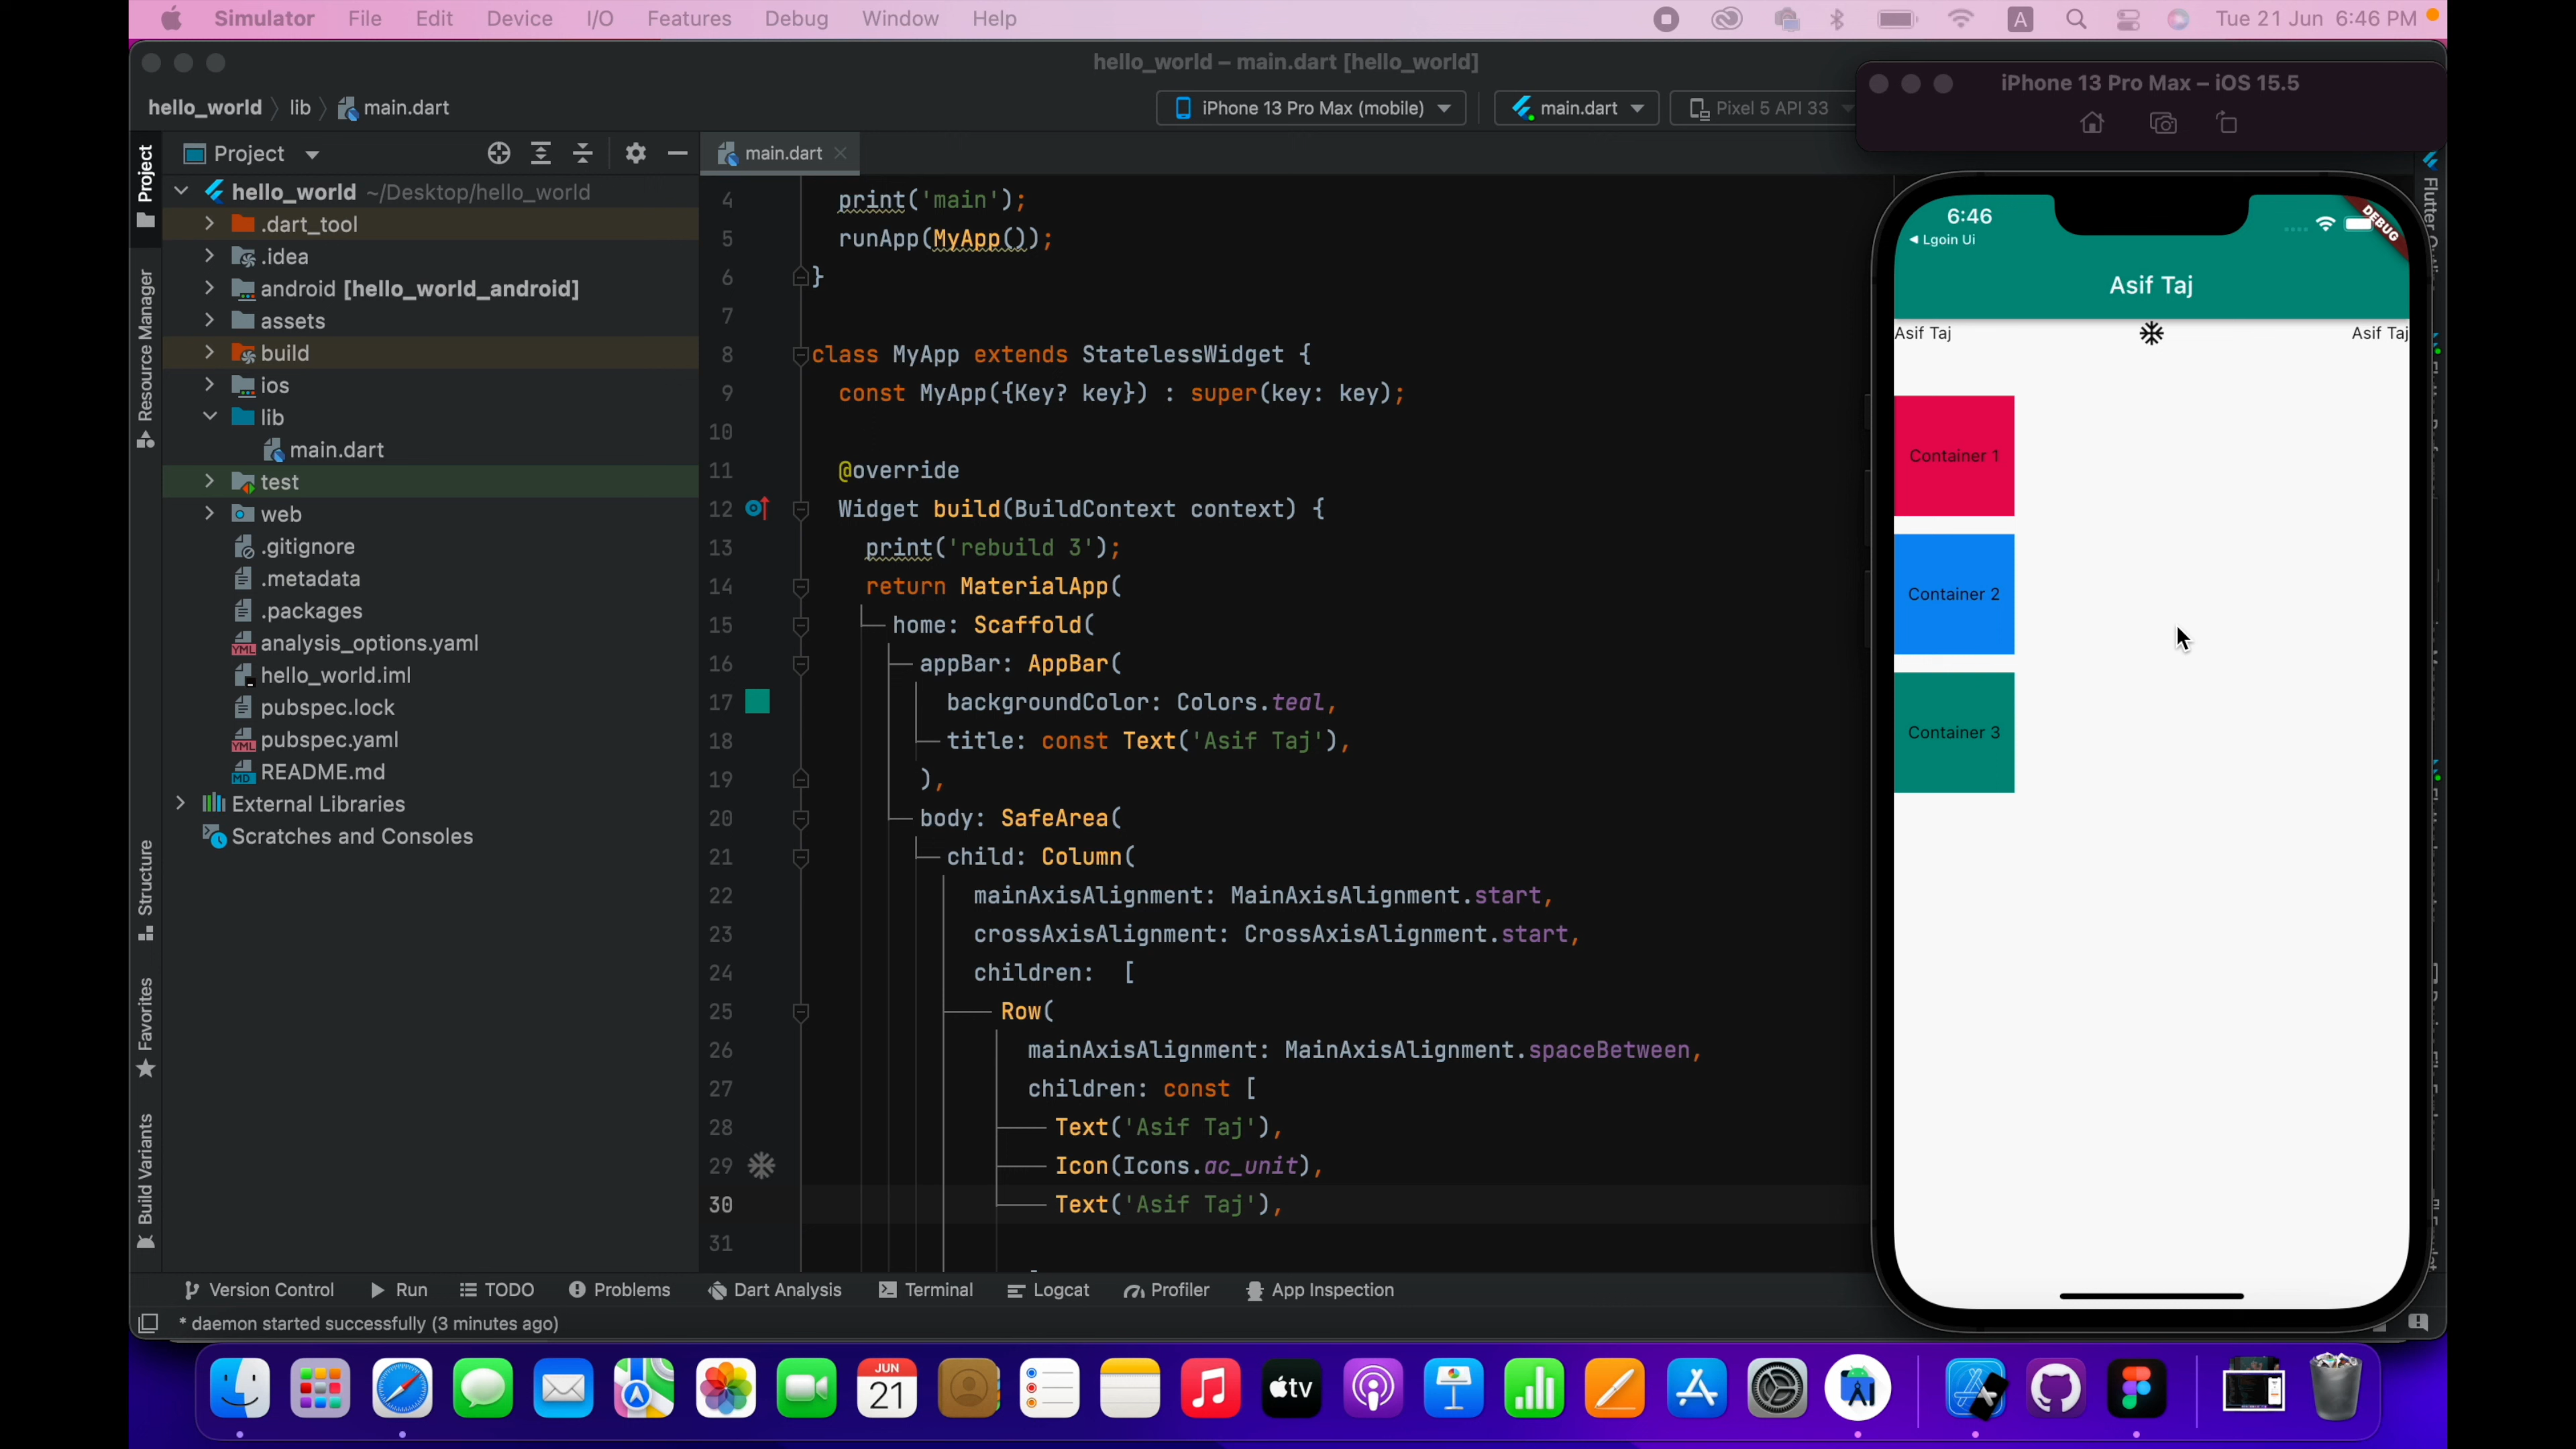 Simulator File Edit Device I/O Features Debug Window Help A Tue 21 Jun 6:46 PM
hello_world – main.dart [hello_world]
hello_world lib main.dart iPhone 13 Pro Max (mobile) main.dart Pixel 5 API 33
iPhone 13 Pro Max – iOS 15.5
Project main.dart
hello_world ~/Desktop/hello_world
.dart_tool
.idea
android [hello_world_android]
assets
build
ios
lib
main.dart
test
web
.gitignore
.metadata
.packages
analysis_options.yaml
hello_world.iml
pubspec.lock
pubspec.yaml
README.md
External Libraries
Scratches and Consoles
Project
Resource Manager
Structure
Favorites
Build Variants
4 print('main');
5 runApp(MyApp());
6 }
7
8 class MyApp extends StatelessWidget {
9 const MyApp({Key? key}) : super(key: key);
10
11 @override
12 Widget build(BuildContext context) {
13 print('rebuild 3');
14 return MaterialApp(
15 home: Scaffold(
16 appBar: AppBar(
17 backgroundColor: Colors.teal,
18 title: const Text('Asif Taj'),
19 ),
20 body: SafeArea(
21 child: Column(
22 mainAxisAlignment: MainAxisAlignment.start,
23 crossAxisAlignment: CrossAxisAlignment.start,
24 children: [
25 Row(
26 mainAxisAlignment: MainAxisAlignment.spaceBetween,
27 children: const [
28 Text('Asif Taj'),
29 Icon(Icons.ac_unit),
30 Text('Asif Taj'),
31
6:46
DEBUG
Lgoin Ui
Asif Taj
Asif Taj Asif Taj
Container 1
Container 2
Container 3
Version Control Run TODO Problems Dart Analysis Terminal Logcat Profiler App Inspection
* daemon started successfully (3 minutes ago)
JUN
21
tv